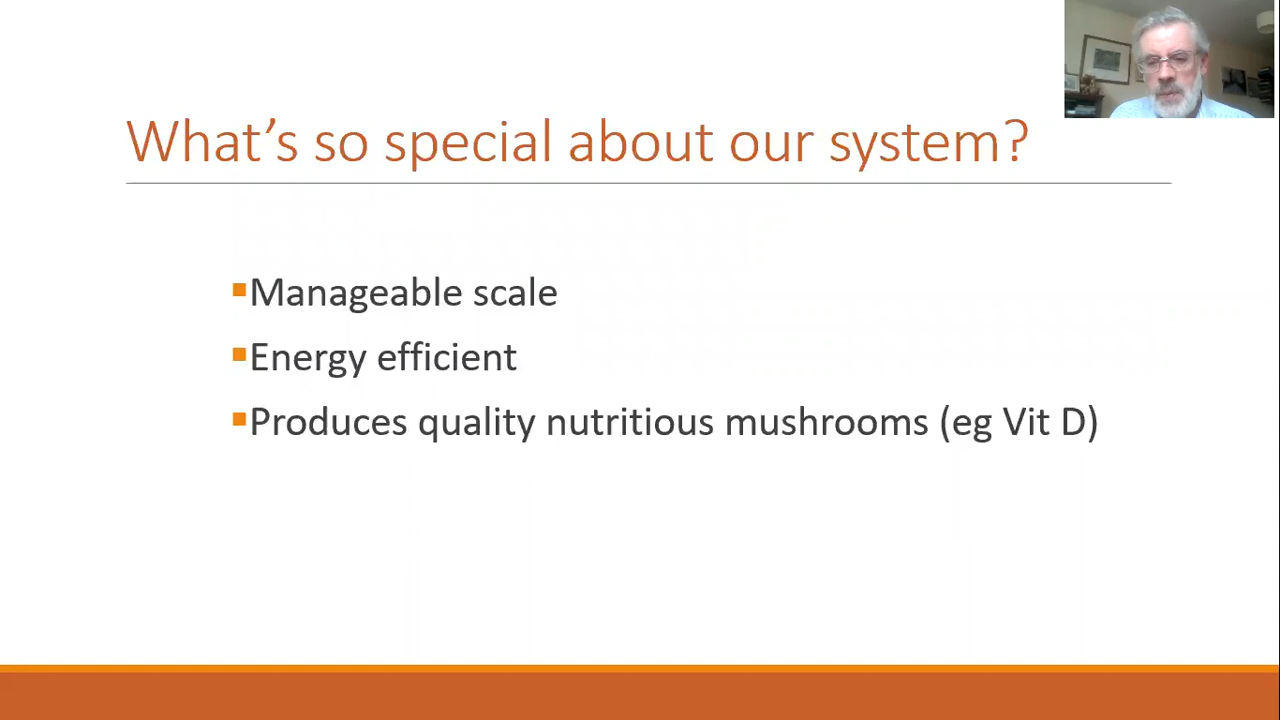 What’s so special about our system?
▪Manageable scale
▪Energy efficient
▪Produces quality nutritious mushrooms (eg Vit D)